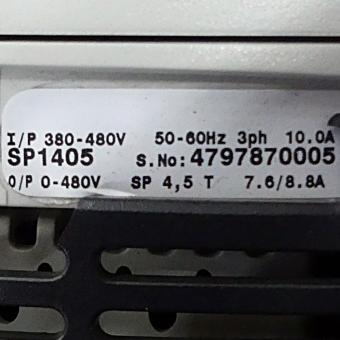 I/P 380-480V 50-60Hz 3ph 10.0A
SP1405 S.No: 4797870005
O/P 0-480V SP 4,5 T 7.6/8.8A